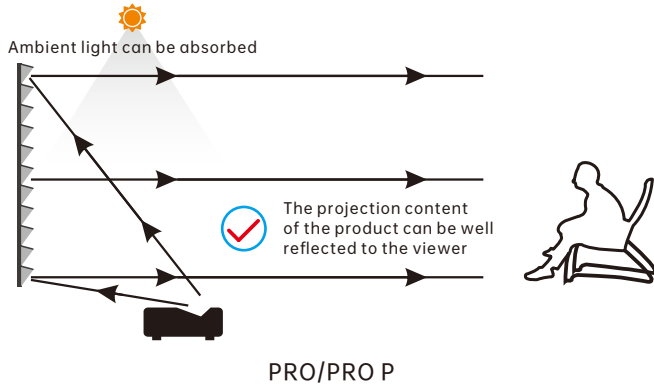 Ambient light can be absorbed
The projection content
of the product can be well
reflected to the viewer
PRO/PRO P